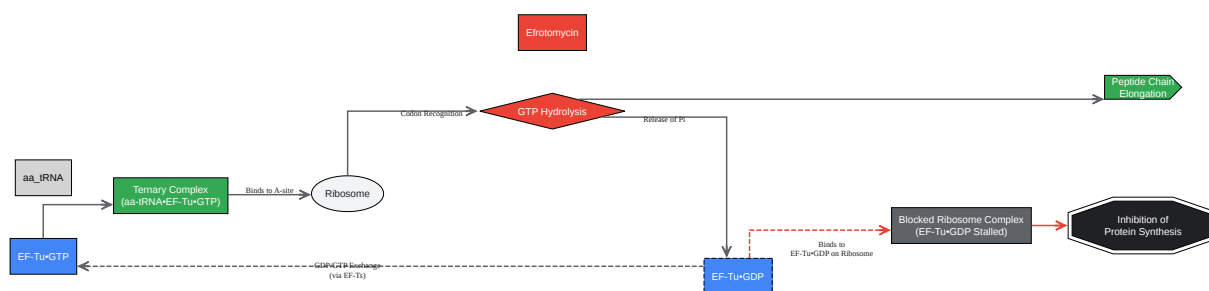 Efrotomycin
Peptide Chain
Elongation
GTP Hydrolysis
Codon Recognition
Release of Pi
aa_tRNA
Ternary Complex
(aa-tRNA•EF-Tu•GTP)
Binds to A-site
Ribosome
Blocked Ribosome Complex
(EF-Tu•GDP Stalled)
Inhibition of
Protein Synthesis
EF-Tu•GTP
GDP/GTP Exchange
(via EF-Ts)
EF-Tu•GDP
Binds to
EF-Tu•GDP on Ribosome